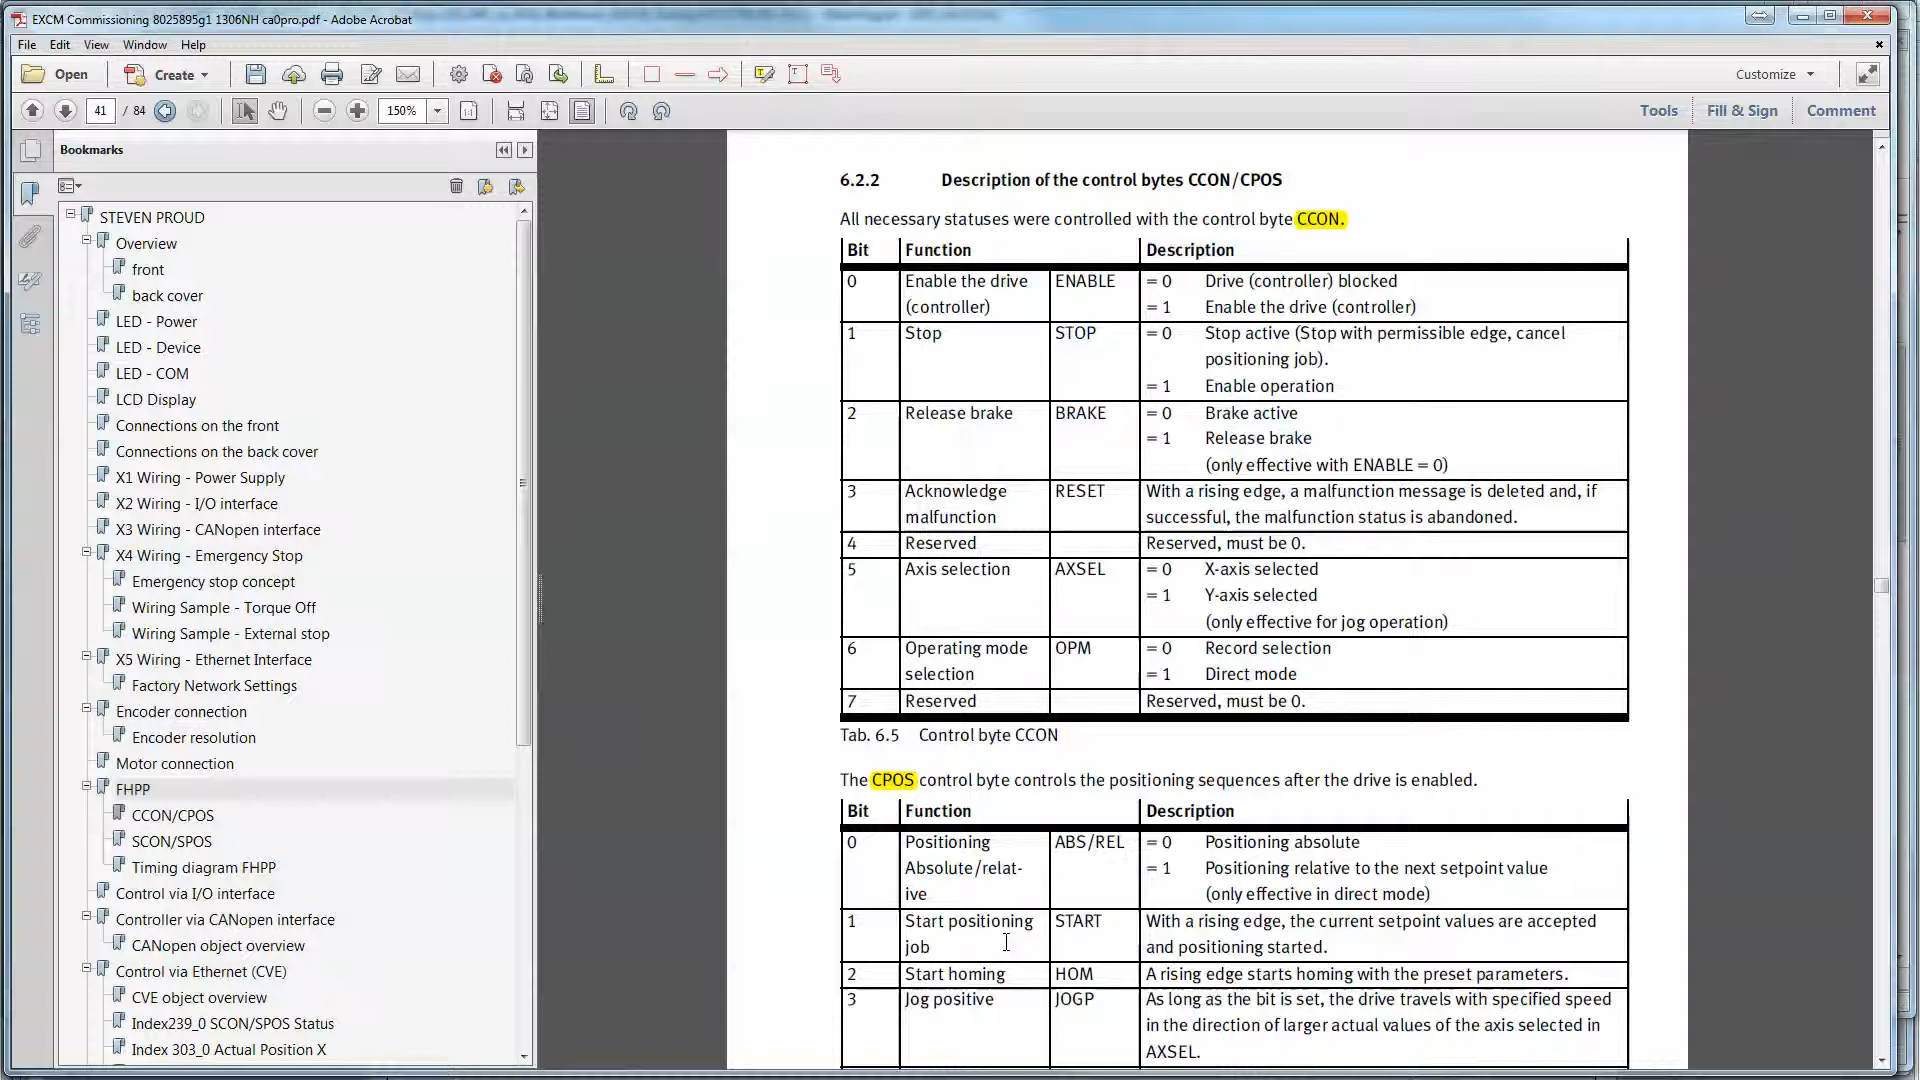 EXCM Commissioning 8025895g1 1306NH ca0pro.pdf - Adobe Acrobat
File Edit View Window Help
Open Create Customize
41 / 84 150% Tools Fill & Sign Comment
Bookmarks
STEVEN PROUD
Overview
front
back cover
LED - Power
LED - Device
LED - COM
LCD Display
Connections on the front
Connections on the back cover
X1 Wiring - Power Supply
X2 Wiring - I/O interface
X3 Wiring - CANopen interface
X4 Wiring - Emergency Stop
Emergency stop concept
Wiring Sample - Torque Off
Wiring Sample - External stop
X5 Wiring - Ethernet Interface
Factory Network Settings
Encoder connection
Encoder resolution
Motor connection
FHPP
CCON/CPOS
SCON/SPOS
Timing diagram FHPP
Control via I/O interface
Controller via CANopen interface
CANopen object overview
Control via Ethernet (CVE)
CVE object overview
Index239_0 SCON/SPOS Status
Index 303_0 Actual Position X
6.2.2 Description of the control bytes CCON/CPOS
All necessary statuses were controlled with the control byte CCON.
Bit Function Description
0 Enable the drive ENABLE = 0 Drive (controller) blocked
(controller) = 1 Enable the drive (controller)
1 Stop STOP = 0 Stop active (Stop with permissible edge, cancel
positioning job).
= 1 Enable operation
2 Release brake BRAKE = 0 Brake active
= 1 Release brake
(only effective with ENABLE = 0)
3 Acknowledge RESET With a rising edge, a malfunction message is deleted and, if
malfunction successful, the malfunction status is abandoned.
4 Reserved Reserved, must be 0.
5 Axis selection AXSEL = 0 X-axis selected
= 1 Y-axis selected
(only effective for jog operation)
6 Operating mode OPM = 0 Record selection
selection = 1 Direct mode
7 Reserved Reserved, must be 0.
Tab. 6.5 Control byte CCON
The CPOS control byte controls the positioning sequences after the drive is enabled.
Bit Function Description
0 Positioning ABS/REL = 0 Positioning absolute
Absolute/relat- = 1 Positioning relative to the next setpoint value
ive (only effective in direct mode)
1 Start positioning START With a rising edge, the current setpoint values are accepted
job and positioning started.
2 Start homing HOM A rising edge starts homing with the preset parameters.
3 Jog positive JOGP As long as the bit is set, the drive travels with specified speed
in the direction of larger actual values of the axis selected in
AXSEL.